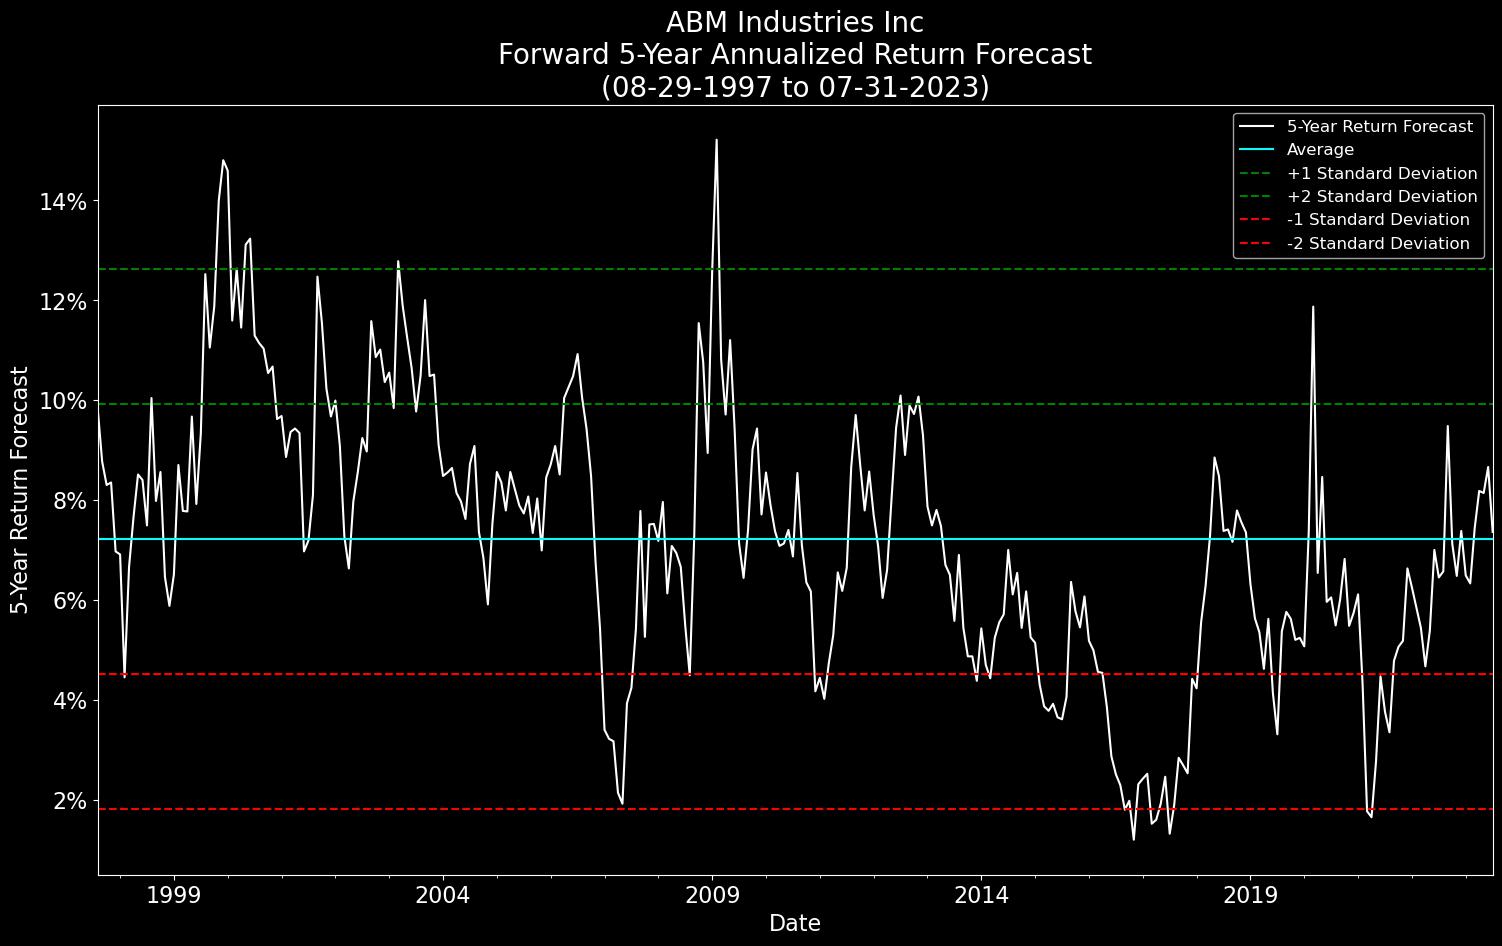 ABM Industries Inc
Forward 5-Year Annualized Return Forecast
(08-29-1997 to 07-31-2023)
5-Year Return Forecast
Average
+1 Standard Deviation
+2 Standard Deviation
-1 Standard Deviation
-2 Standard Deviation
14%
12%
10%
8%
6%
4%
2%
5-Year Return Forecast
1999
2004
2009
2014
2019
Date